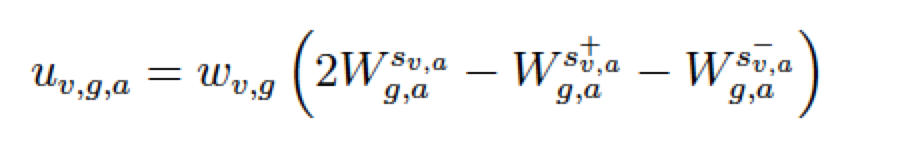 u_{v,g,a} = w_{v,g} \left( 2W_{g,a}^{s_{v,a}} - W_{g,a}^{s_{v,a}^{+}} - W_{g,a}^{s_{v,a}^{-}} \right)